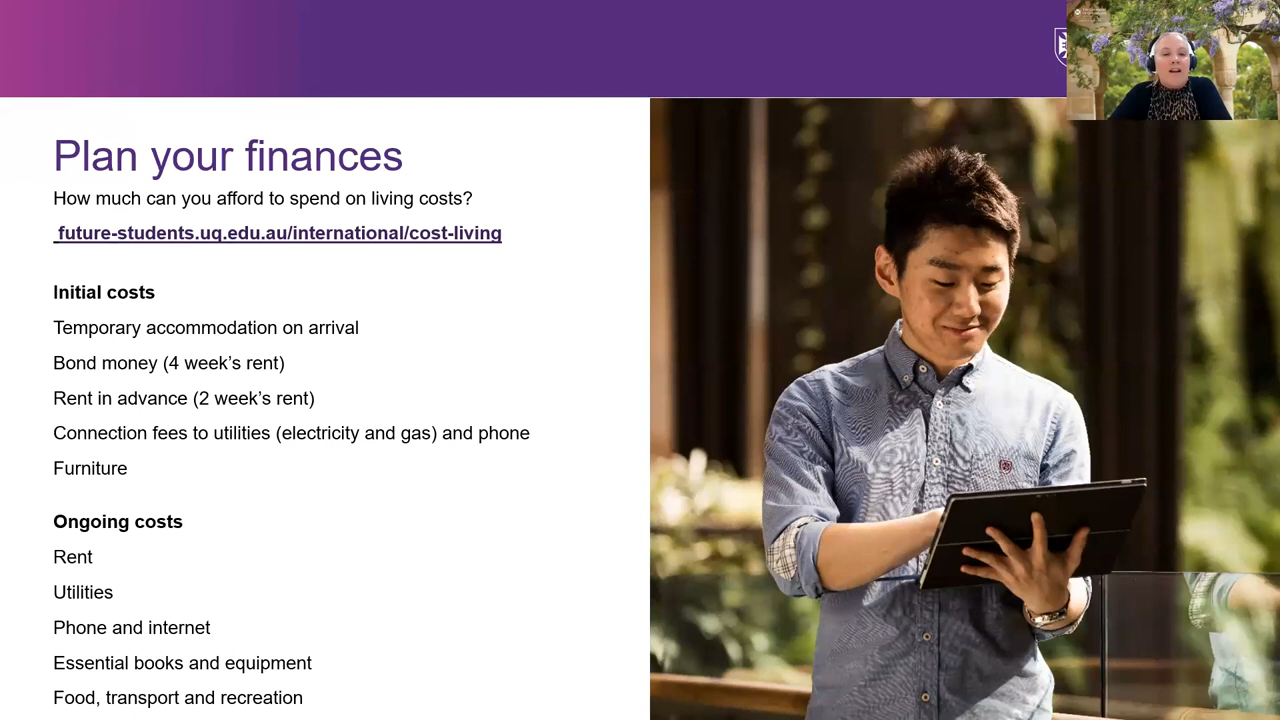 Plan your finances
How much can you afford to spend on living costs?
future-students.uq.edu.au/international/cost-living
Initial costs
Temporary accommodation on arrival
Bond money (4 week’s rent)
Rent in advance (2 week’s rent)
Connection fees to utilities (electricity and gas) and phone
Furniture
Ongoing costs
Rent
Utilities
Phone and internet
Essential books and equipment
Food, transport and recreation